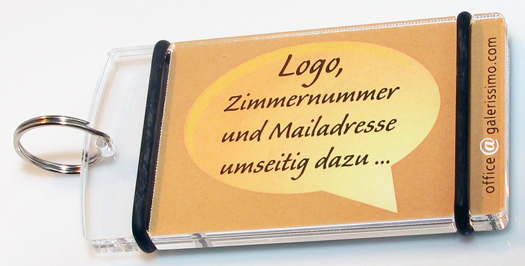 Logo,
Zimmernummer
und Mailadresse
umseitig dazu ...
office@galerissimo.com